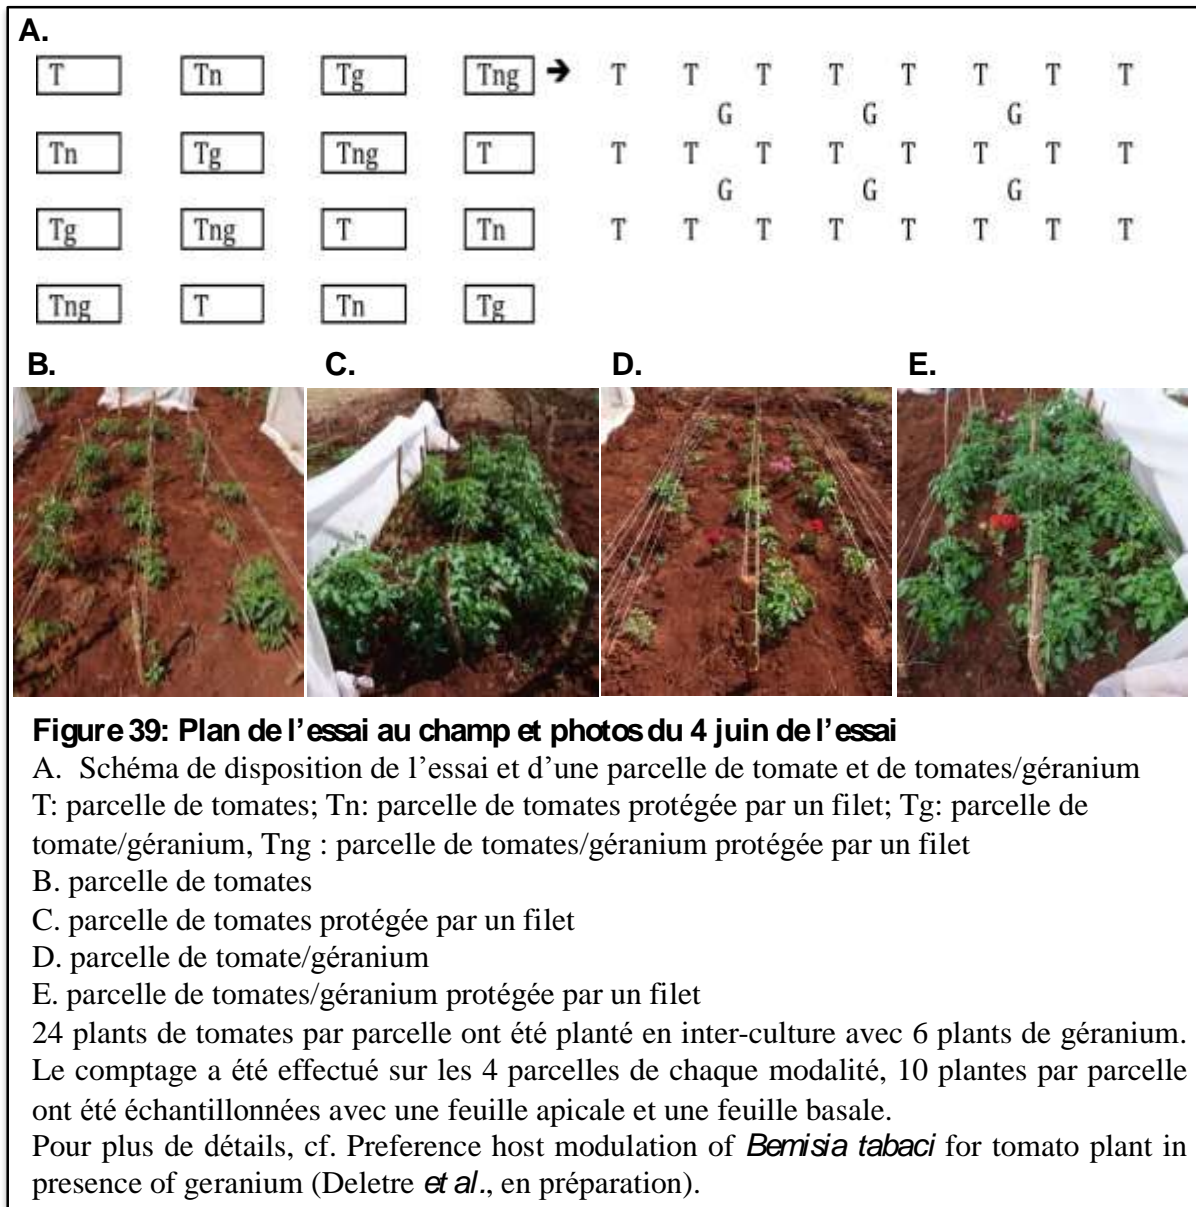 A.
T Tn Tg Tng ➔ T T T T T T T T
G G G
Tn Tg Tng T T T T T T T T T
G G G
Tg Tng T Tn T T T T T T T T
Tng T Tn Tg
B. C. D. E.
Figure 39: Plan de l'essai au champ et photos du 4 juin de l'essai
A. Schéma de disposition de l'essai et d'une parcelle de tomate et de tomates/géranium
T: parcelle de tomates; Tn: parcelle de tomates protégée par un filet; Tg: parcelle de
tomate/géranium, Tng : parcelle de tomates/géranium protégée par un filet
B. parcelle de tomates
C. parcelle de tomates protégée par un filet
D. parcelle de tomate/géranium
E. parcelle de tomates/géranium protégée par un filet
24 plants de tomates par parcelle ont été planté en inter-culture avec 6 plants de géranium.
Le comptage a été effectué sur les 4 parcelles de chaque modalité, 10 plantes par parcelle
ont été échantillonnées avec une feuille apicale et une feuille basale.
Pour plus de détails, cf. Preference host modulation of Bemisia tabaci for tomato plant in
presence of geranium (Deletre et al., en préparation).